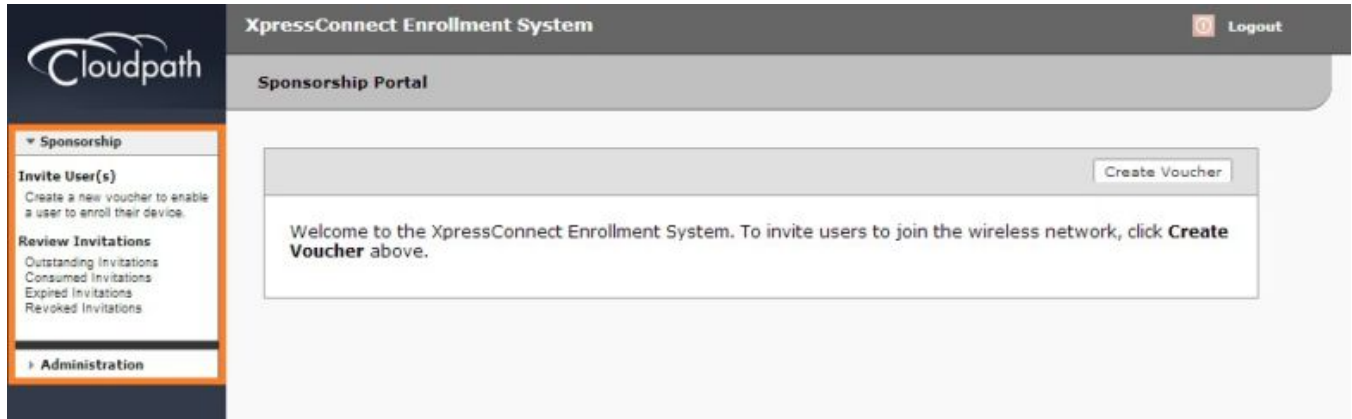 XpressConnect Enrollment System
Logout
Cloudpath
Sponsorship Portal
Sponsorship
Invite User(s)
Create a new voucher to enable
a user to enroll their device.
Review Invitations
Outstanding Invitations
Consumed Invitations
Expired Invitations
Revoked Invitations
Administration
Create Voucher
Welcome to the XpressConnect Enrollment System. To invite users to join the wireless network, click Create
Voucher above.